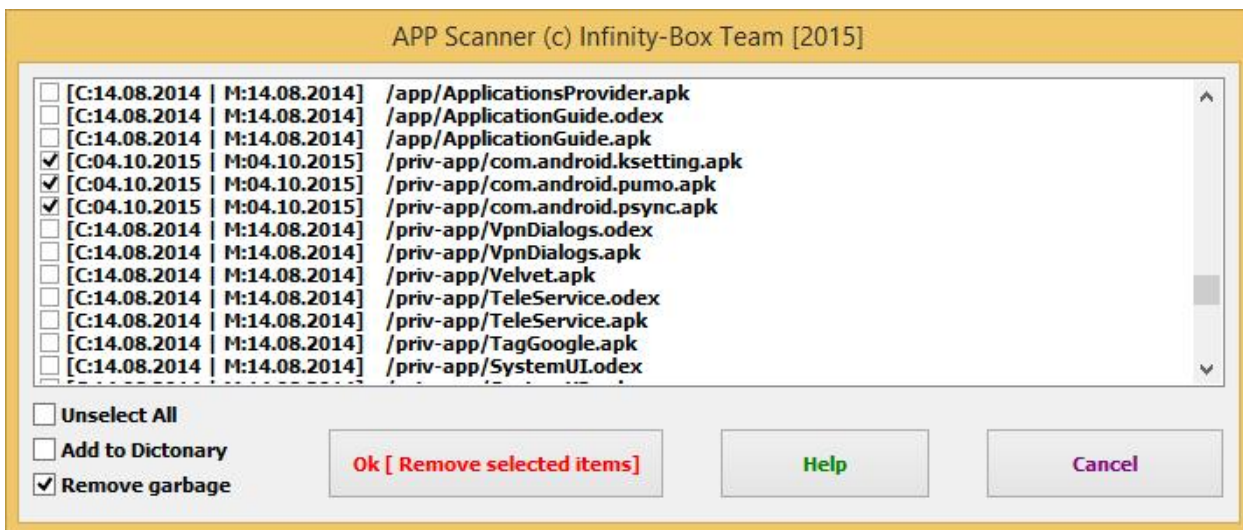 APP Scanner (c) Infinity-Box Team [2015]
[C:14.08.2014 | M:14.08.2014] /app/ApplicationsProvider.apk
[C:14.08.2014 | M:14.08.2014] /app/ApplicationGuide.odex
[C:14.08.2014 | M:14.08.2014] /app/ApplicationGuide.apk
[C:04.10.2015 | M:04.10.2015] /priv-app/com.android.ksetting.apk
[C:04.10.2015 | M:04.10.2015] /priv-app/com.android.pumo.apk
[C:04.10.2015 | M:04.10.2015] /priv-app/com.android.psync.apk
[C:14.08.2014 | M:14.08.2014] /priv-app/VpnDialogs.odex
[C:14.08.2014 | M:14.08.2014] /priv-app/VpnDialogs.apk
[C:14.08.2014 | M:14.08.2014] /priv-app/Velvet.apk
[C:14.08.2014 | M:14.08.2014] /priv-app/TeleService.odex
[C:14.08.2014 | M:14.08.2014] /priv-app/TeleService.apk
[C:14.08.2014 | M:14.08.2014] /priv-app/TagGoogle.apk
[C:14.08.2014 | M:14.08.2014] /priv-app/SystemUI.odex
Unselect All
Add to Dictonary
Remove garbage
Ok [ Remove selected items]
Help
Cancel